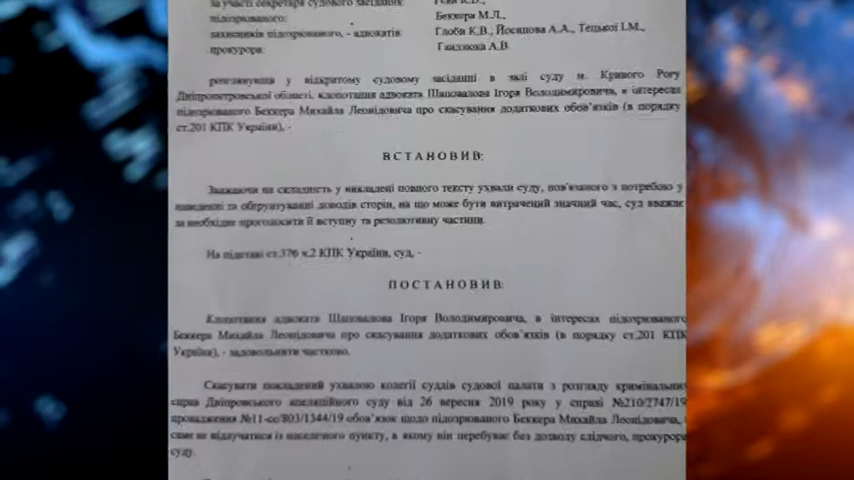 за участі секретаря судового засідання
підозрюваного: Беккера М.Л.,
захисників підозрюваного, - адвокатів: Глоби К.В., Йосипова А.А., Тецької І.М.,
прокурора:
розглянувши у відкритому судовому засіданні в залі суду м. Кривого Рогу
Дніпропетровської області, клопотання адвоката Шаповалова Ігоря Володимировича, в інтересах
підозрюваного Беккера Михайла Леонідовича про скасування додаткових обов'язків (в порядку
ст.201 КПК України), -
ВСТАНОВИВ:
Зважаючи на складність у викладені повного тексту ухвали суду, пов'язаного з потребою у
наведенні та обґрунтуванні доводів сторін, на що може бути витрачений значний час, суд вважає
за необхідне проголосити її вступну та резолютивну частини.
На підставі ст.376 ч.2 КПК України, суд, -
ПОСТАНОВИВ:
Клопотання адвоката Шаповалова Ігоря Володимировича, в інтересах підозрюваного
Беккера Михайла Леонідовича про скасування додаткових обов'язків (в порядку ст.201 КПК
України), - задовольнити частково.
Скасувати покладений ухвалою колегії суддів судової палати з розгляду кримінальних
справ Дніпровського апеляційного суду від 26 вересня 2019 року у справі №210/2747/19
провадження №11-сс/803/1344/19 обов'язок щодо підозрюваного Беккера Михайла Леонідовича,
саме не відлучатися із населеного пункту, в якому він перебуває без дозволу слідчого, прокурора
суду.